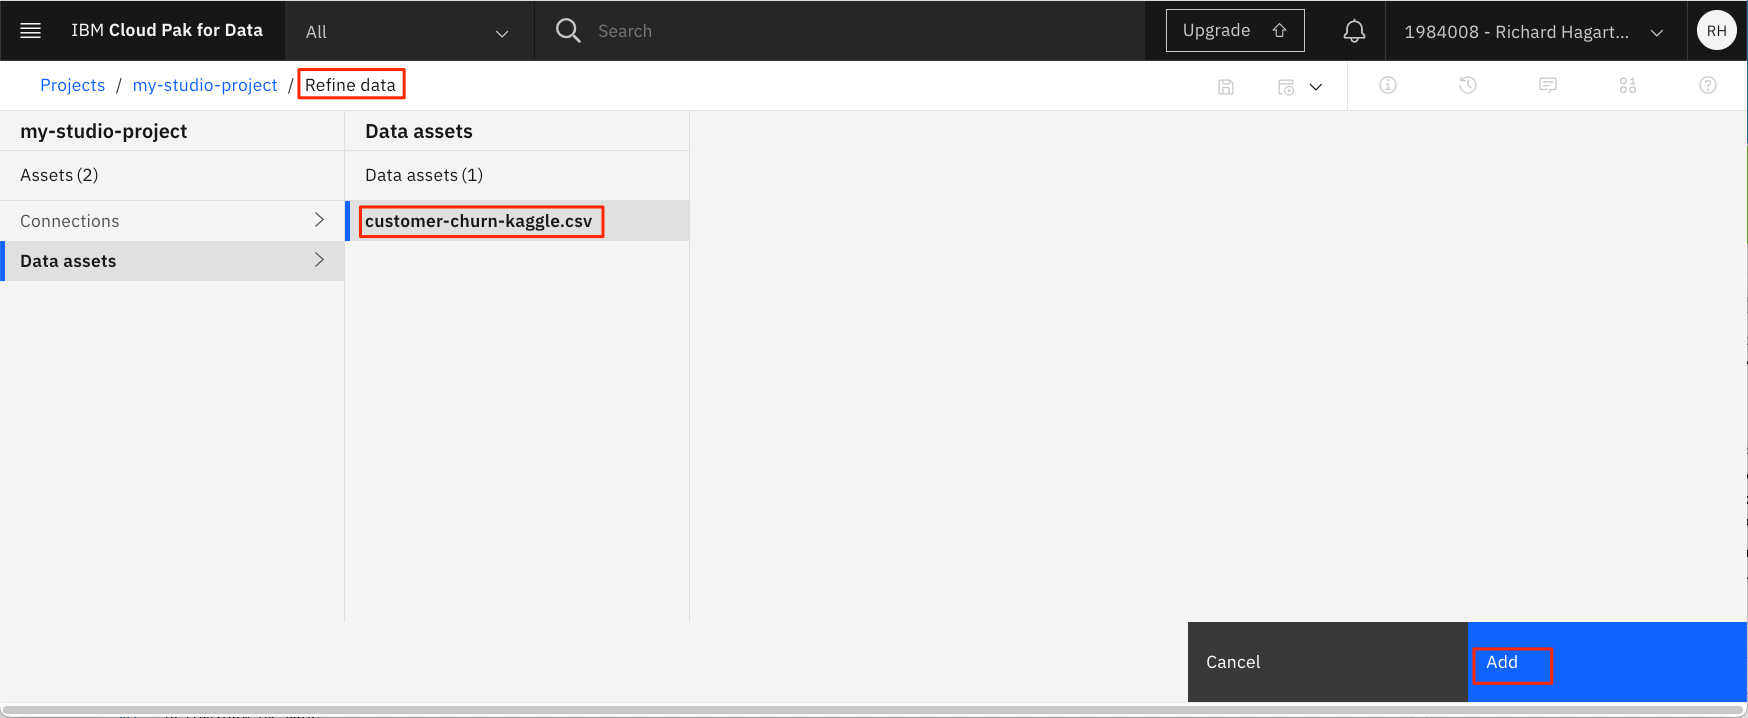 IBM Cloud Pak for Data
All
Search
Upgrade
1984008 - Richard Hagart...
RH
Projects / my-studio-project / Refine data
my-studio-project
Data assets
Assets (2)
Data assets (1)
Connections
customer-churn-kaggle.csv
Data assets
Cancel
Add